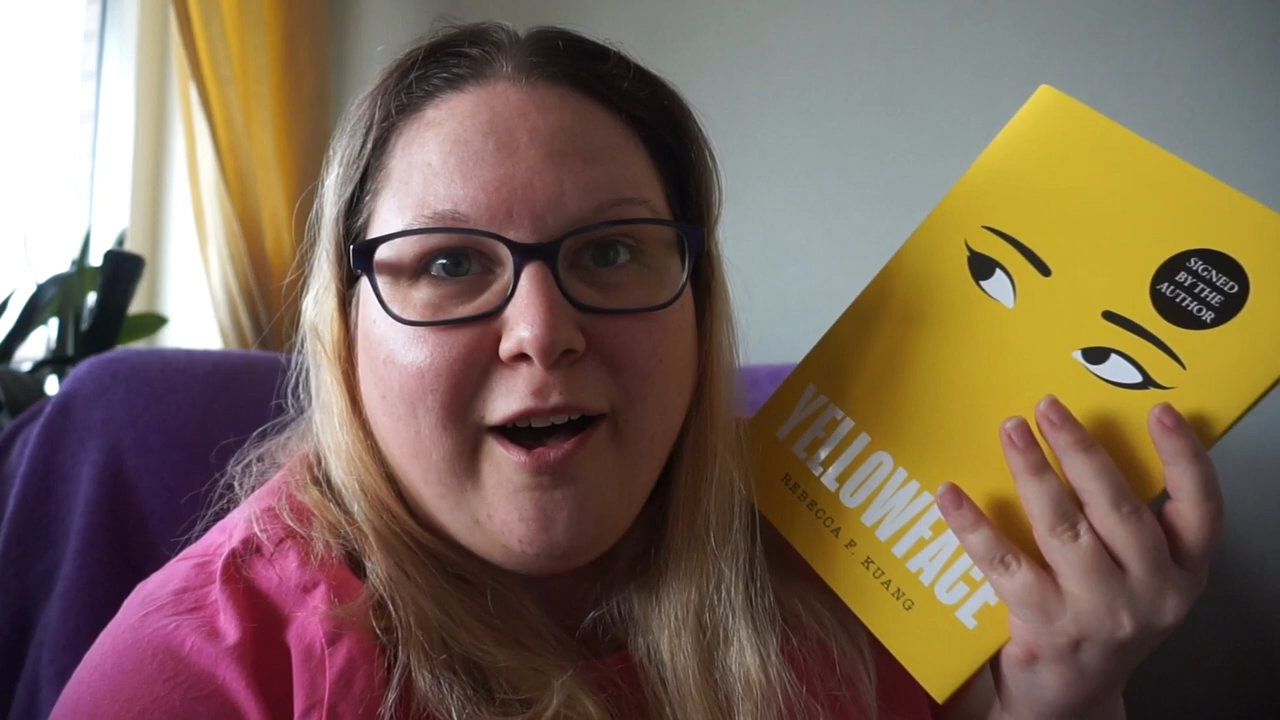 SIGNED
BY THE
AUTHOR
YELLOWFACE
REBECCA F. KUANG